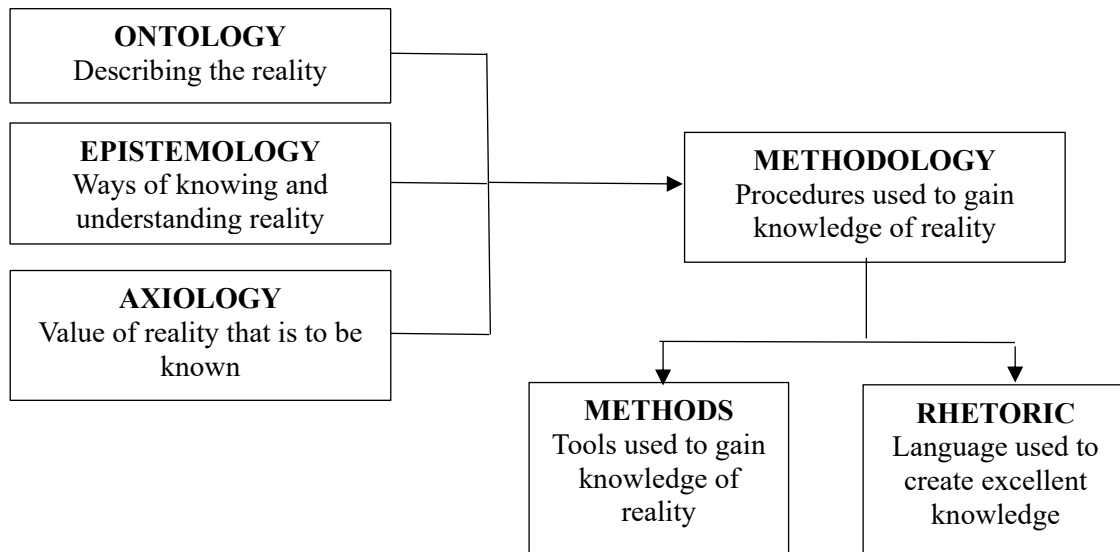 ONTOLOGY
Describing the reality
EPISTEMOLOGY
Ways of knowing and
understanding reality
AXIOLOGY
Value of reality that is to be
known
METHODOLOGY
Procedures used to gain
knowledge of reality
METHODS
Tools used to gain
knowledge of
reality
RHETORIC
Language used to
create excellent
knowledge